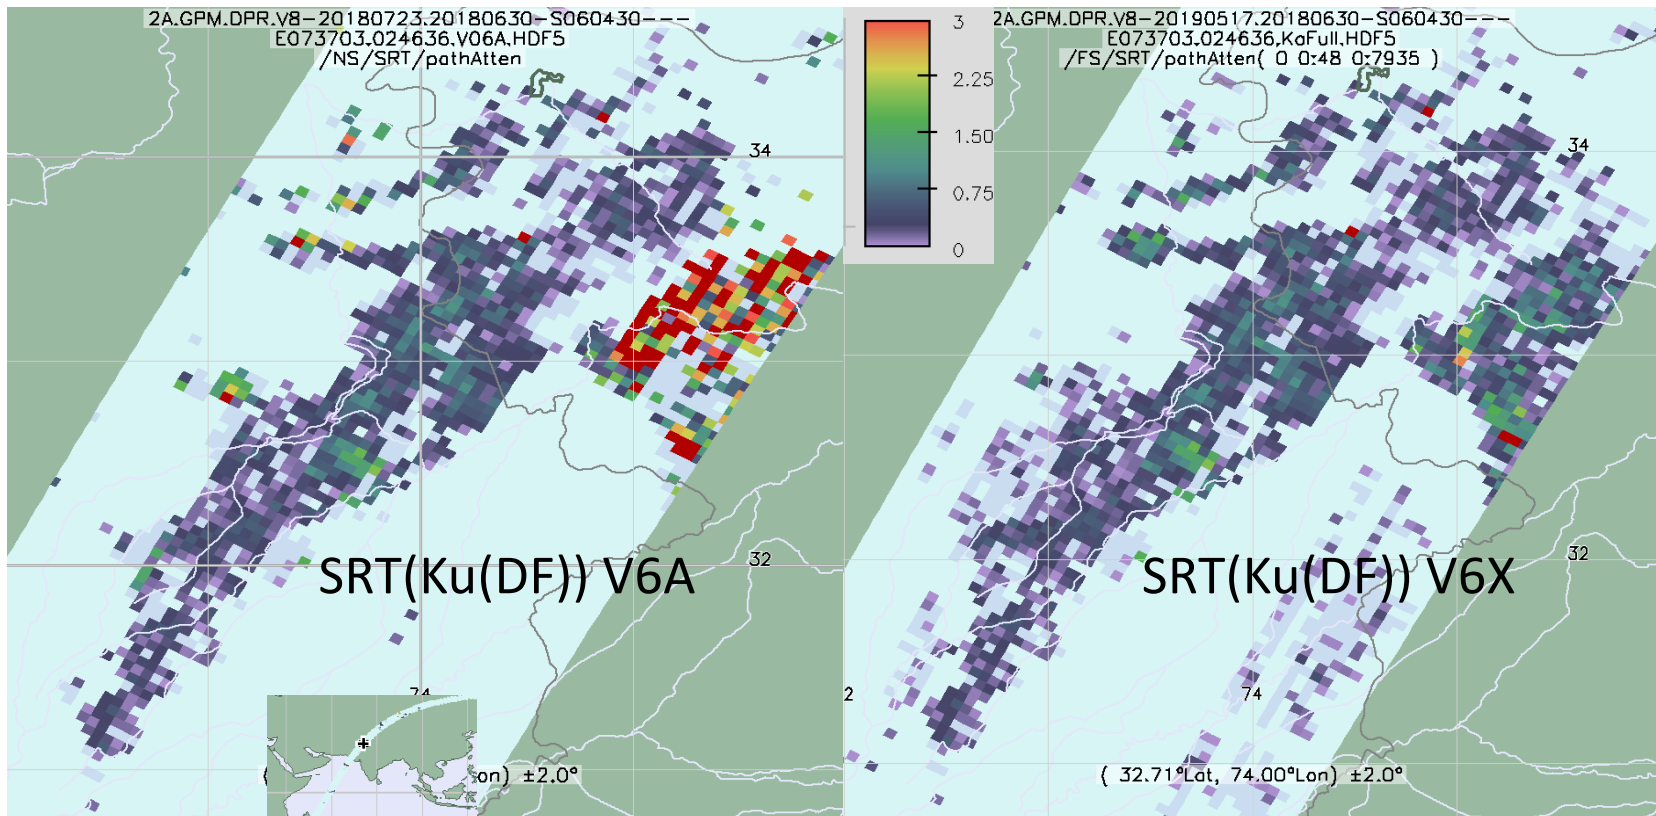 2A.GPM.DPR.V8-20180723.20180630-S060430---
E073703.024636.V06A.HDF5
/NS/SRT/pathAtten
3
2.25
1.50
0.75
0
2A.GPM.DPR.V8-20190517.20180630-S060430---
E073703.024636.KaFull.HDF5
/FS/SRT/pathAtten( 0 0:48 0:7935 )
34
34
32
32
SRT(Ku(DF)) V6A
SRT(Ku(DF)) V6X
74
2
74
( on) ±2.0°
( 32.71°Lat, 74.00°Lon) ±2.0°